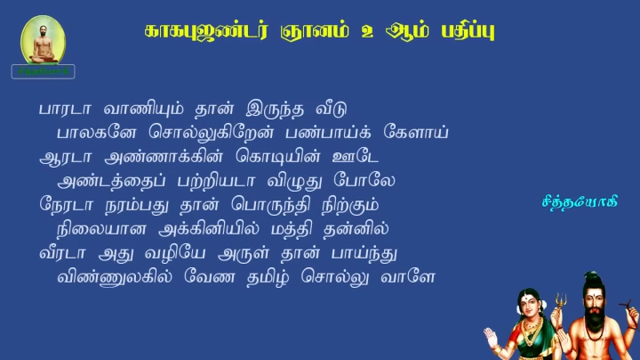 காகபுஜண்டர் ஞானம் 2 ஆம் பதிப்பு
பாரடா வாணியும் தான் இருந்த வீடு
பாலகனே சொல்லுகிறேன் பண்பாய்க் கேளாய்
ஆரடா அண்ணாக்கின் கொடியின் ஊடே
அண்டத்தைப் பற்றியடா விழுது போலே
நேரடா நரம்பது தான் பொருந்தி நிற்கும்
நிலையான அக்கினியில் மத்தி தன்னில்
வீரடா அது வழியே அருள் தான் பாய்ந்து
விண்ணுலகில் வேண தமிழ் சொல்லு வாளே
சித்தயோகி